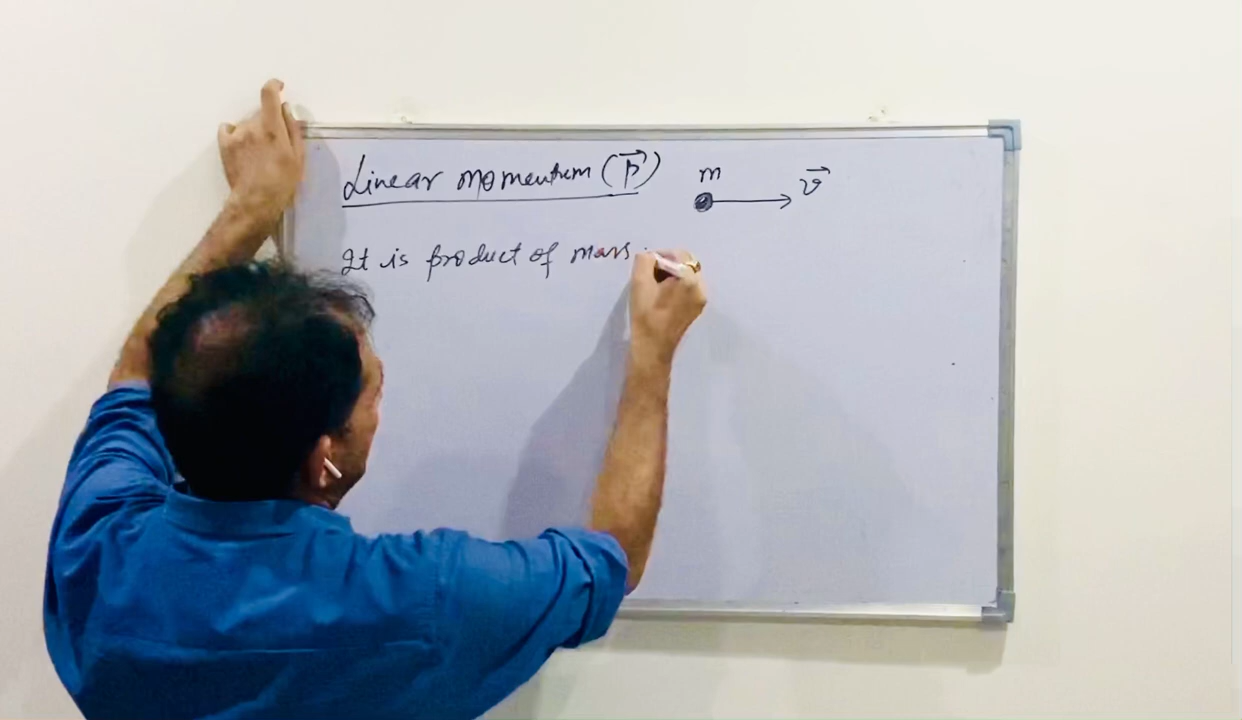 Linear momentum (p⃗)
m v⃗
It is product of mass